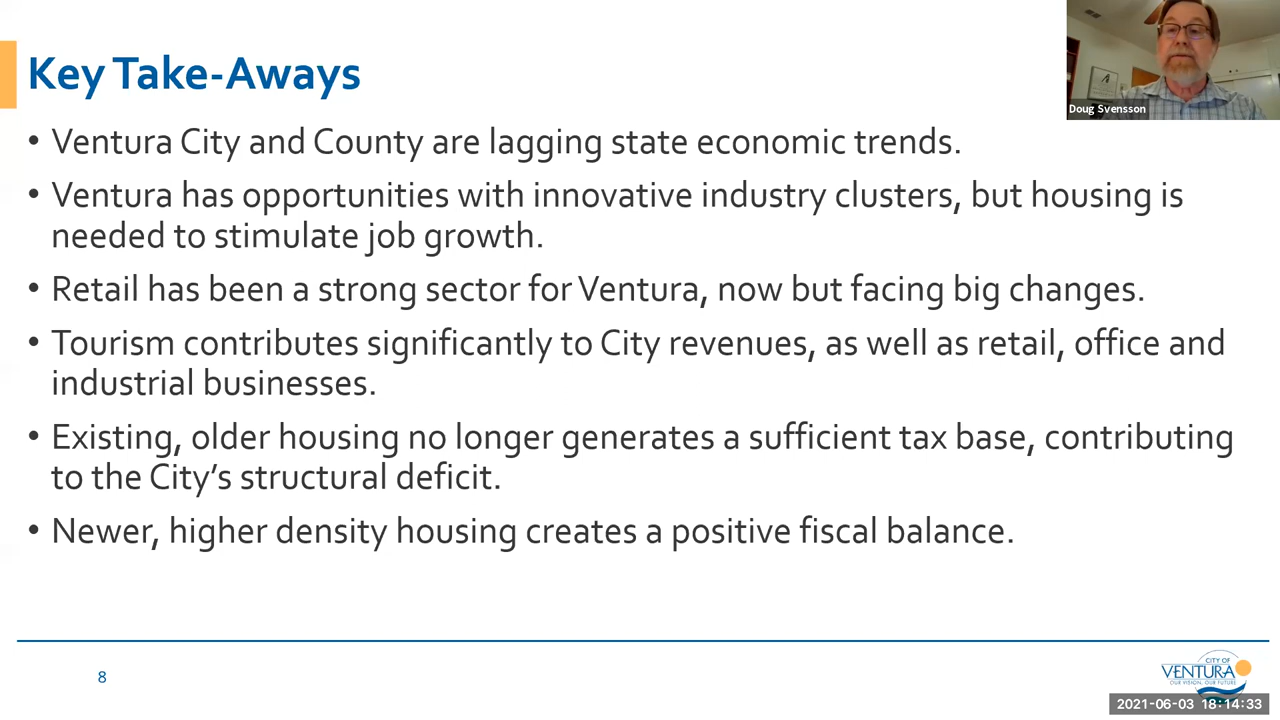 Key Take-Aways
Doug Svensson
• Ventura City and County are lagging state economic trends.
• Ventura has opportunities with innovative industry clusters, but housing is
needed to stimulate job growth.
• Retail has been a strong sector for Ventura, now but facing big changes.
• Tourism contributes significantly to City revenues, as well as retail, office and
industrial businesses.
• Existing, older housing no longer generates a sufficient tax base, contributing
to the City’s structural deficit.
• Newer, higher density housing creates a positive fiscal balance.
8
CITY OF
VENTURA
OUR VISION. OUR FUTURE
2021-06-03 18:14:33